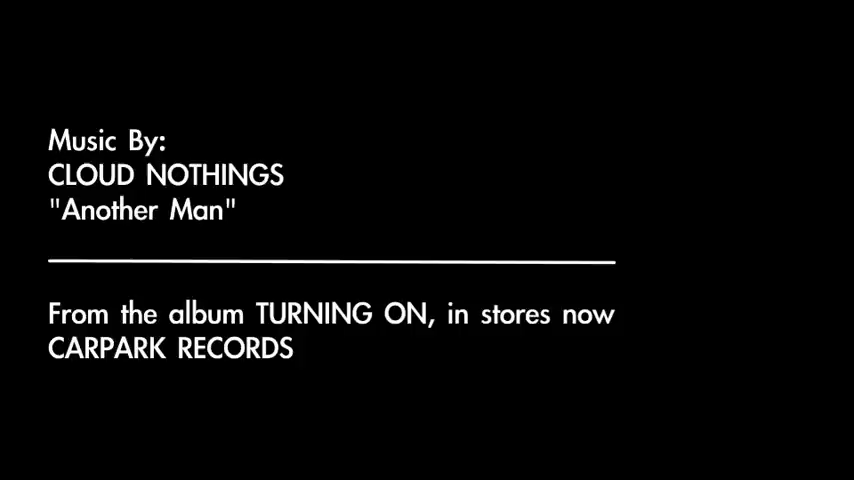 Music By:
CLOUD NOTHINGS
"Another Man"
From the album TURNING ON, in stores now
CARPARK RECORDS